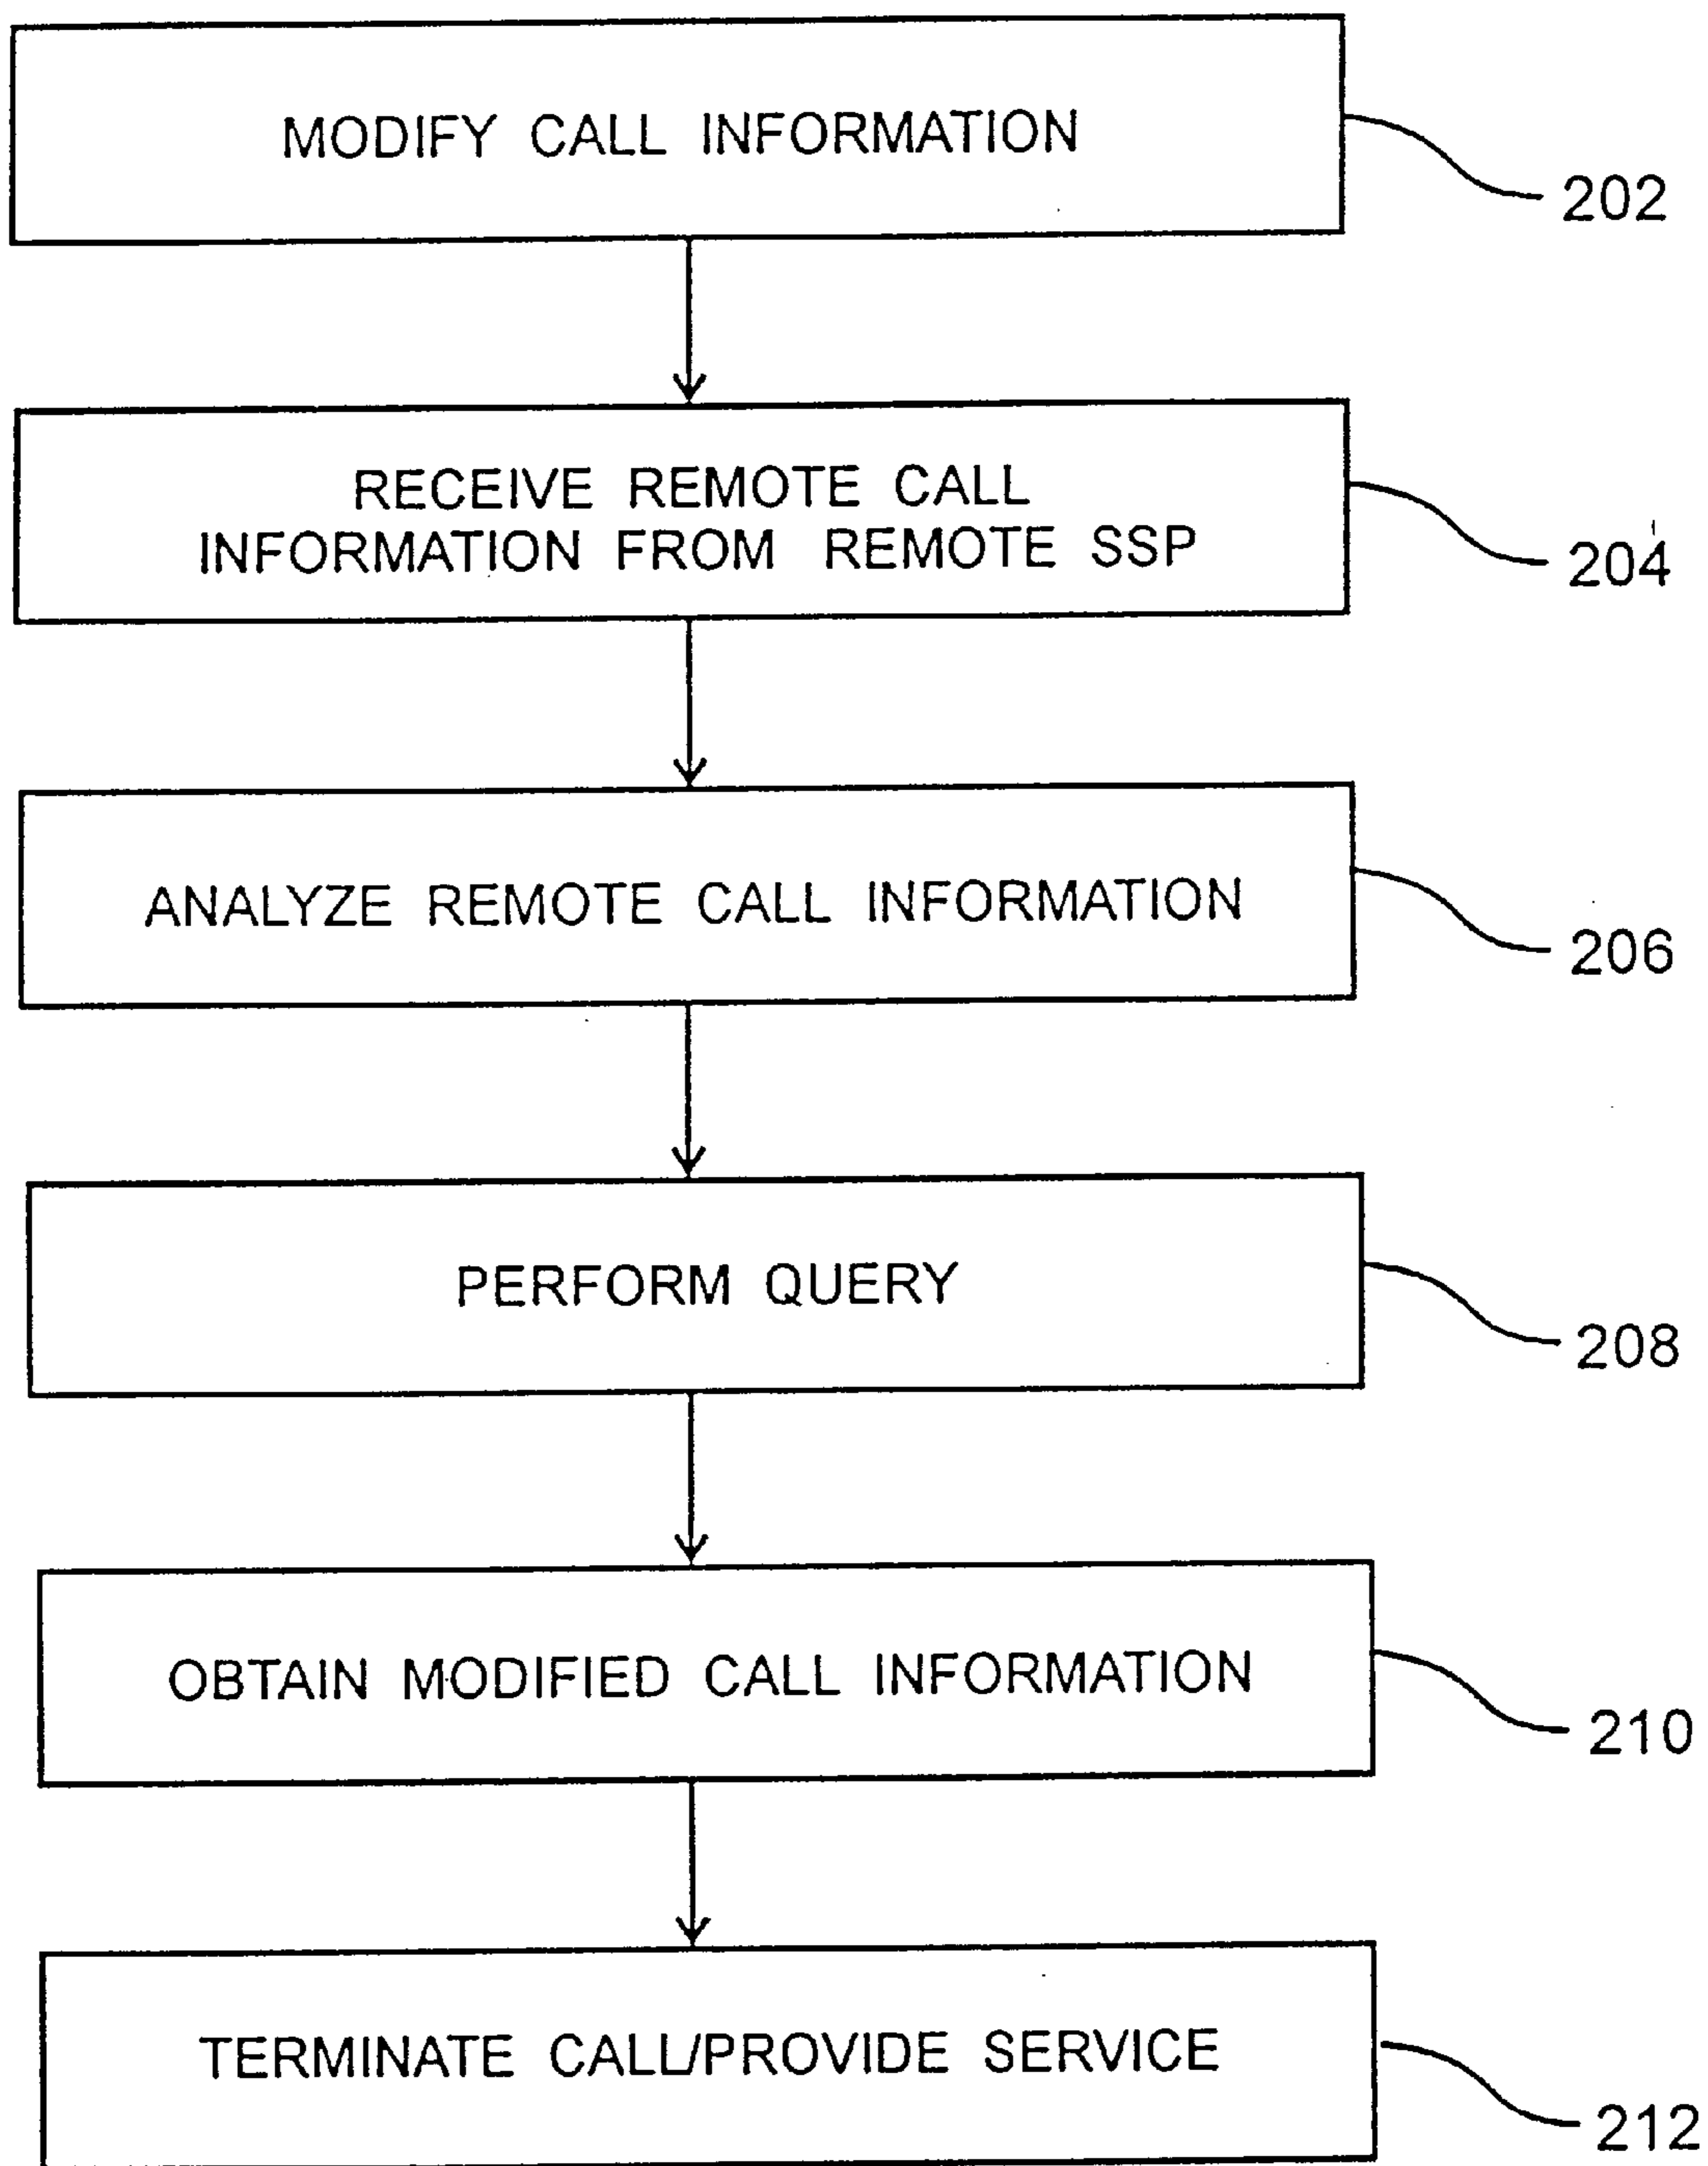 MODIFY CALL INFORMATION
202
RECEIVE REMOTE CALL
INFORMATION FROM REMOTE SSP
204
ANALYZE REMOTE CALL INFORMATION
206
PERFORM QUERY
208
OBTAIN MODIFIED CALL INFORMATION
210
TERMINATE CALL/PROVIDE SERVICE
212